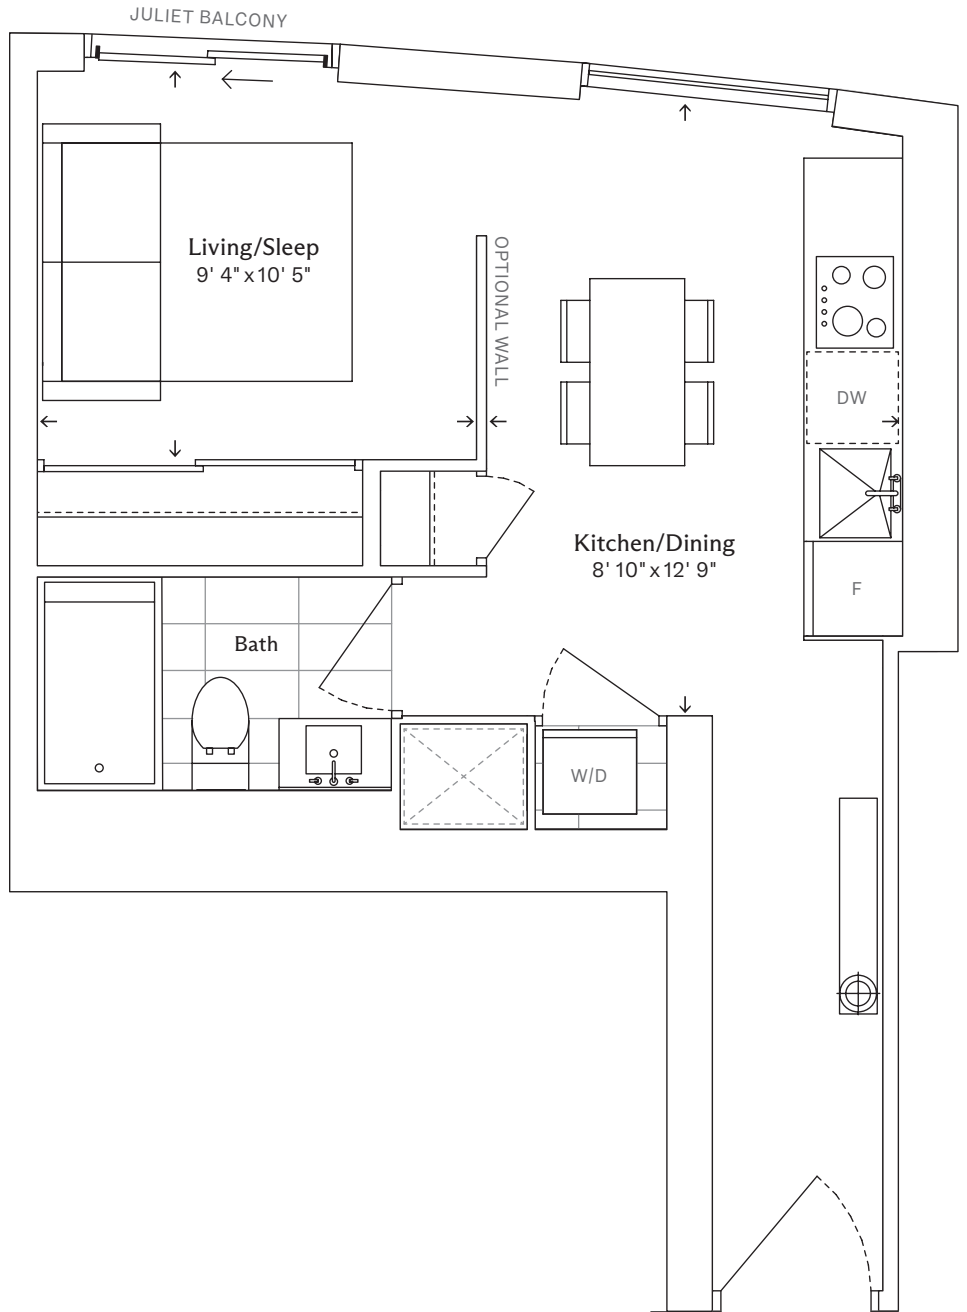 JULIET BALCONY
Living/Sleep
9' 4" x 10' 5"
OPTIONAL WALL
DW
Kitchen/Dining
8' 10" x 12' 9"
F
Bath
W/D